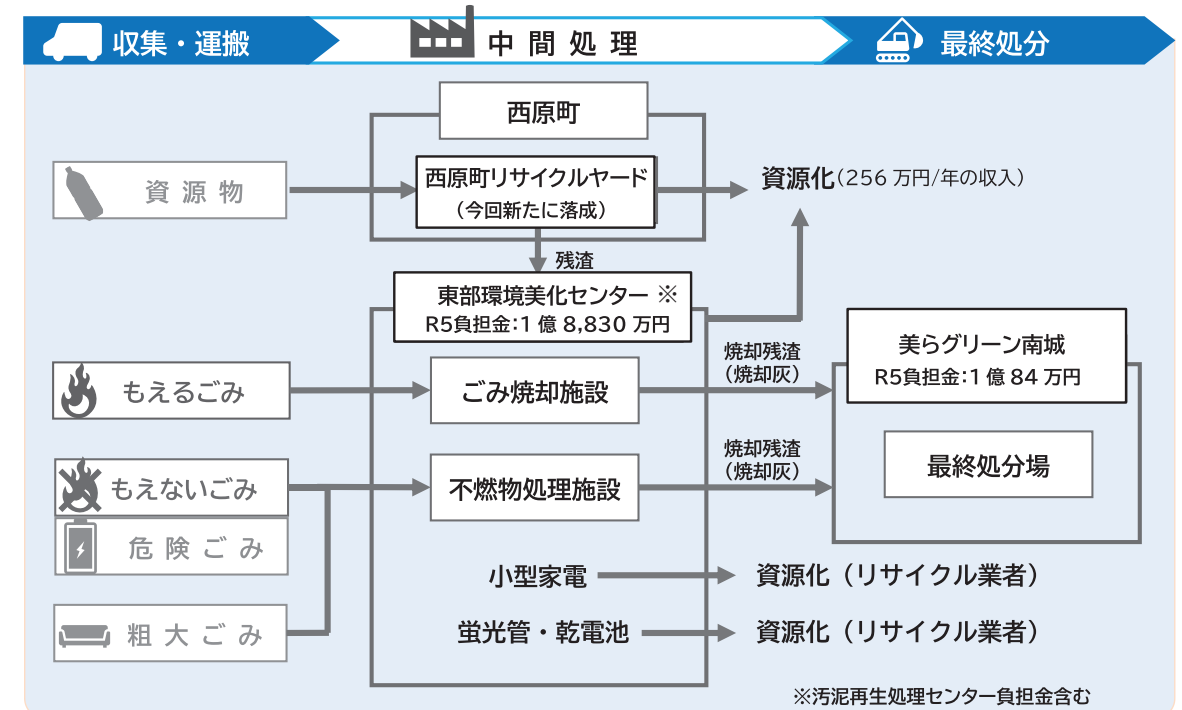 収集・運搬
中間処理
最終処分
西原町
資源物
西原町リサイクルヤード
（今回新たに落成）
資源化（256 万円/年の収入）
残渣
東部環境美化センター ※
R5負担金：1 億 8,830 万円
もえるごみ
ごみ焼却施設
焼却残渣
（焼却灰）
美らグリーン南城
R5負担金：1 億 84 万円
もえないごみ
不燃物処理施設
焼却残渣
（焼却灰）
最終処分場
危険ごみ
小型家電
資源化（リサイクル業者）
粗大ごみ
蛍光管・乾電池
資源化（リサイクル業者）
※汚泥再生処理センター負担金含む